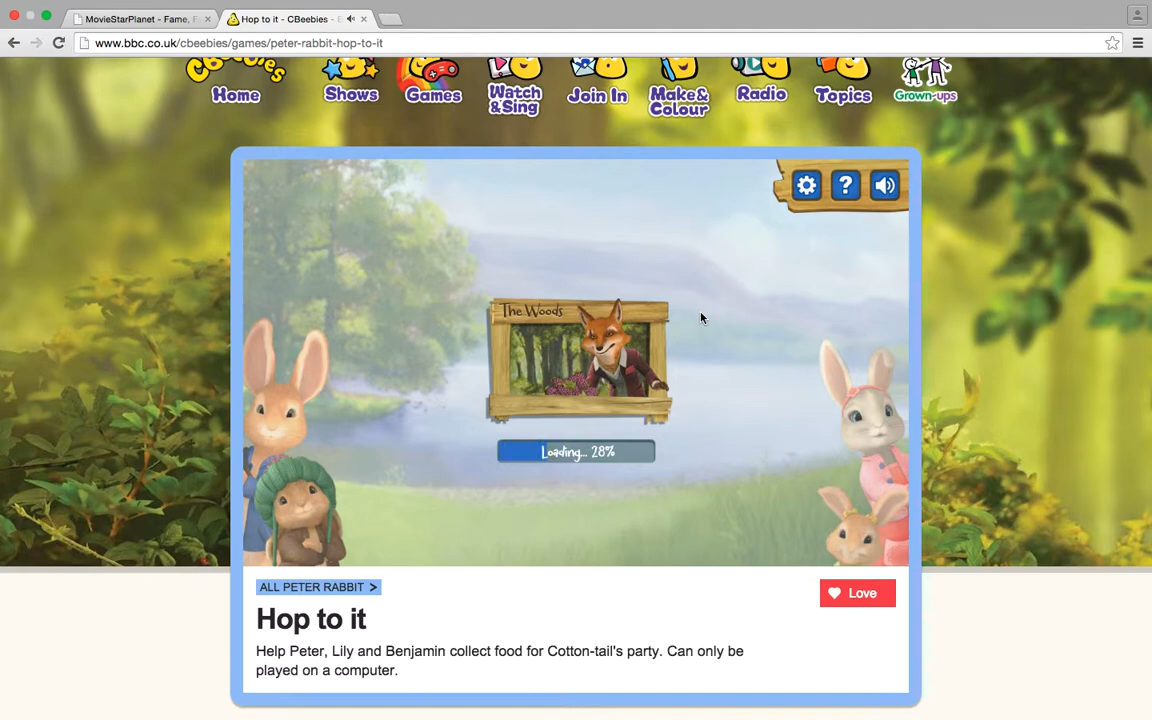 MovieStarPlanet - Fame, F
Hop to it - CBeebies - B
www.bbc.co.uk/cbeebies/games/peter-rabbit-hop-to-it
CBeebies
Home
Shows
Games
Watch
&Sing
Join In
Make&
Colour
Radio
Topics
Grown-ups
?
The Woods
Loading... 28%
ALL PETER RABBIT >
Love
Hop to it
Help Peter, Lily and Benjamin collect food for Cotton-tail's party. Can only be
played on a computer.